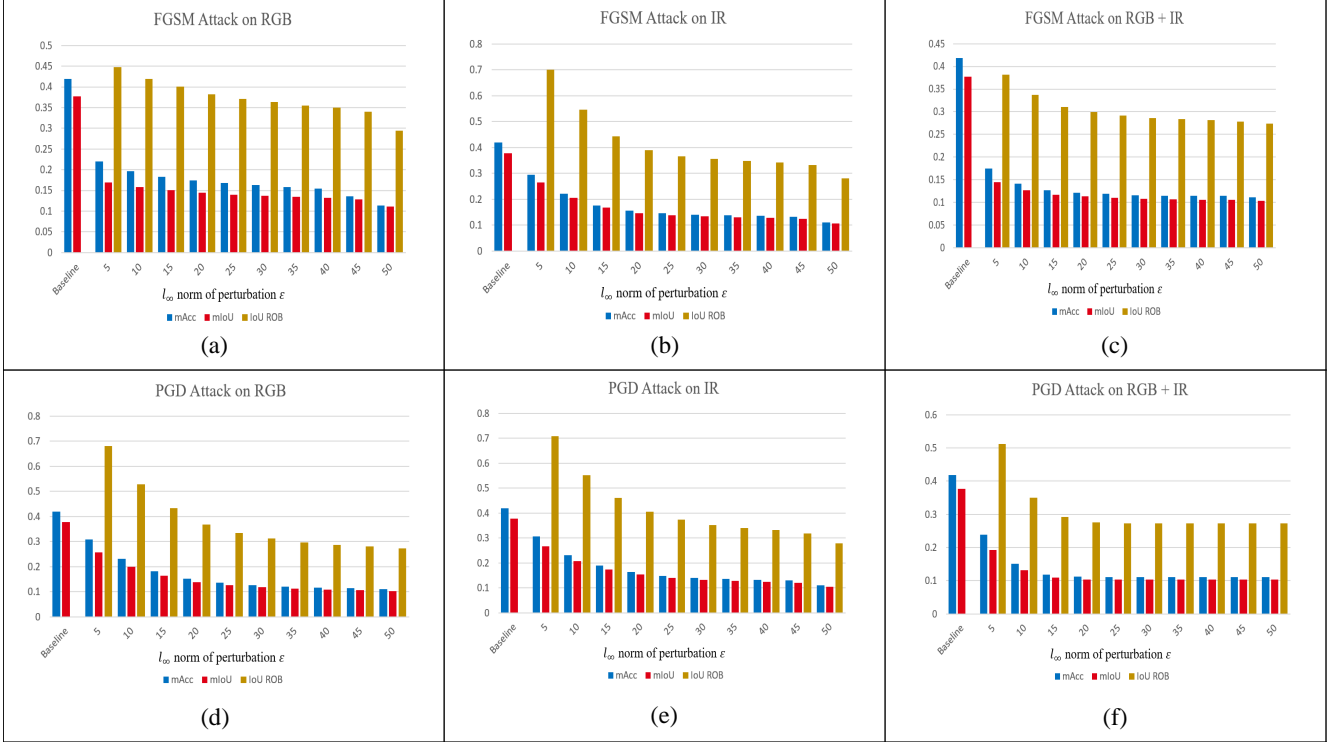 FGSM Attack on RGB
0.5
0.45
0.4
0.35
0.3
0.25
0.2
0.15
0.1
0.05
0
Baseline 5 10 15 20 25 30 35 40 45 50
l∞ norm of perturbation ε
mAcc mIoU IoU ROB
(a)
FGSM Attack on IR
0.8
0.7
0.6
0.5
0.4
0.3
0.2
0.1
0
Baseline 5 10 15 20 25 30 35 40 45 50
l∞ norm of perturbation ε
mAcc mIoU IoU ROB
(b)
FGSM Attack on RGB + IR
0.45
0.4
0.35
0.3
0.25
0.2
0.15
0.1
0.05
0
Baseline 5 10 15 20 25 30 35 40 45 50
l∞ norm of perturbation ε
mAcc mIoU IoU ROB
(c)
PGD Attack on RGB
0.8
0.7
0.6
0.5
0.4
0.3
0.2
0.1
0
Baseline 5 10 15 20 25 30 35 40 45 50
l∞ norm of perturbation ε
mAcc mIoU IoU ROB
(d)
PGD Attack on IR
0.8
0.7
0.6
0.5
0.4
0.3
0.2
0.1
0
Baseline 5 10 15 20 25 30 35 40 45 50
l∞ norm of perturbation ε
mAcc mIoU IoU ROB
(e)
PGD Attack on RGB + IR
0.6
0.5
0.4
0.3
0.2
0.1
0
Baseline 5 10 15 20 25 30 35 40 45 50
l∞ norm of perturbation ε
mAcc mIoU IoU ROB
(f)